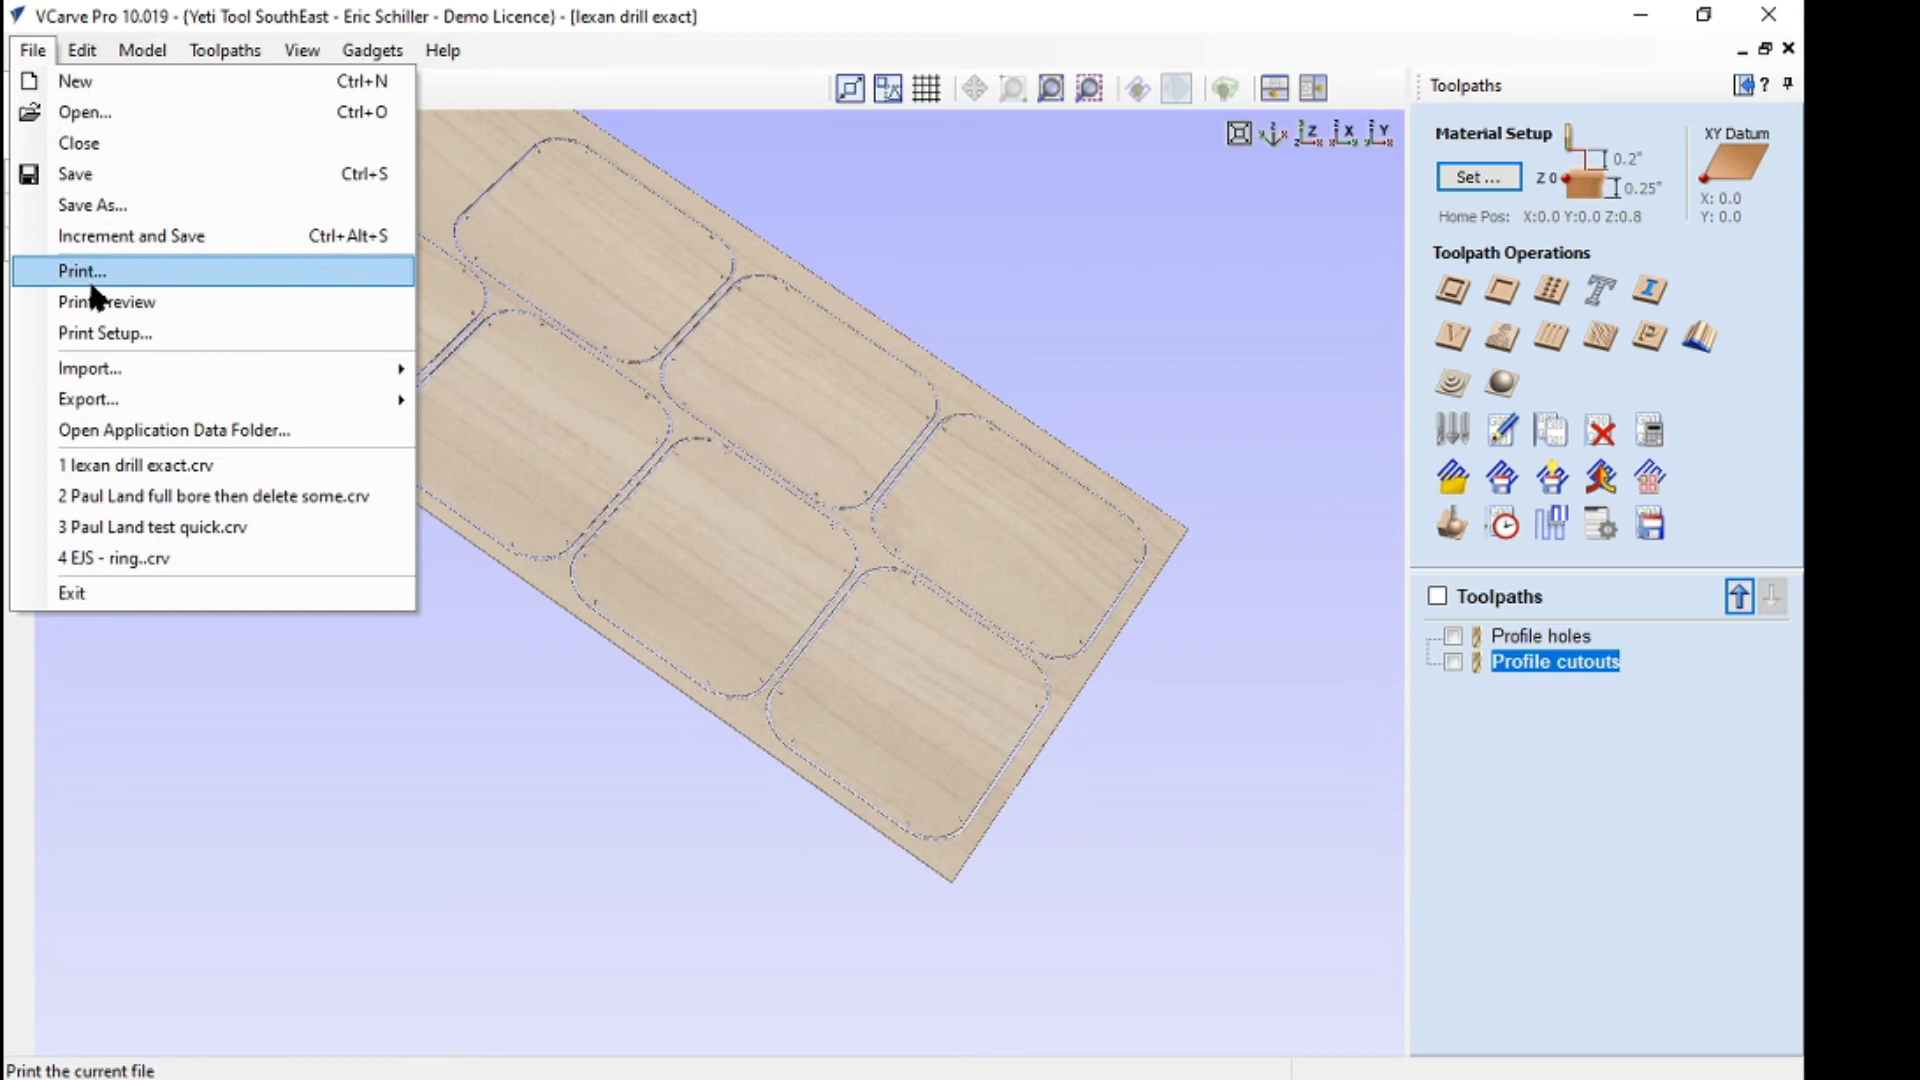 VCarve Pro 10.019 - {Yeti Tool SouthEast - Eric Schiller - Demo Licence} - [lexan drill exact]
File Edit Model Toolpaths View Gadgets Help
New Ctrl+N
Open... Ctrl+O
Close
Save Ctrl+S
Save As...
Increment and Save Ctrl+Alt+S
Print...
Print Preview
Print Setup...
Import...
Export...
Open Application Data Folder...
1 lexan drill exact.crv
2 Paul Land full bore then delete some.crv
3 Paul Land test quick.crv
4 EJS - ring..crv
Exit
Toolpaths
Material Setup
XY Datum
Set ...
Z 0
0.2"
0.25"
X: 0.0
Y: 0.0
Home Pos: X:0.0 Y:0.0 Z:0.8
Toolpath Operations
Toolpaths
Profile holes
Profile cutouts
Print the current file